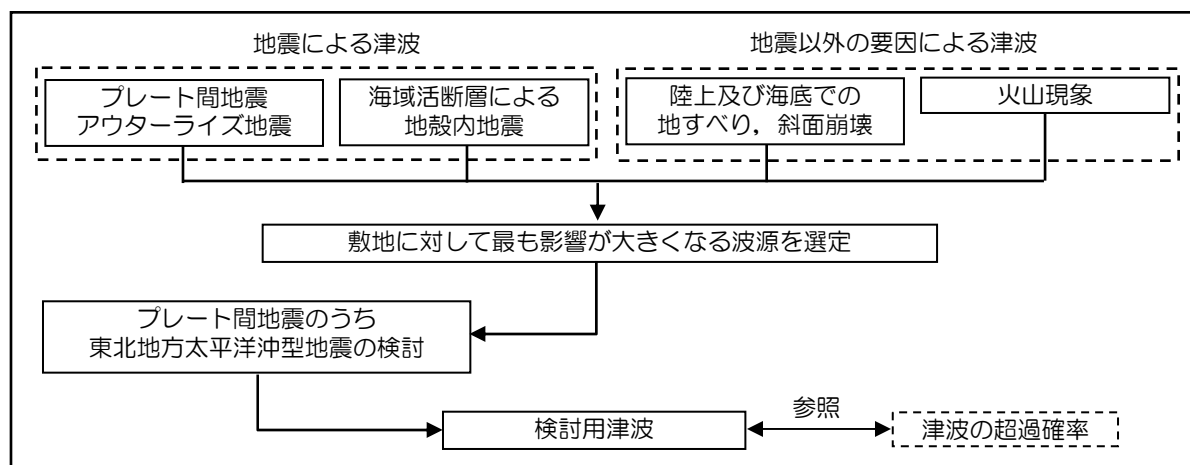 地震による津波
地震以外の要因による津波
プレート間地震
アウターライズ地震
海域活断層による
地殻内地震
陸上及び海底での
地すべり，斜面崩壊
火山現象
敷地に対して最も影響が大きくなる波源を選定
プレート間地震のうち
東北地方太平洋沖型地震の検討
検討用津波
参照
津波の超過確率